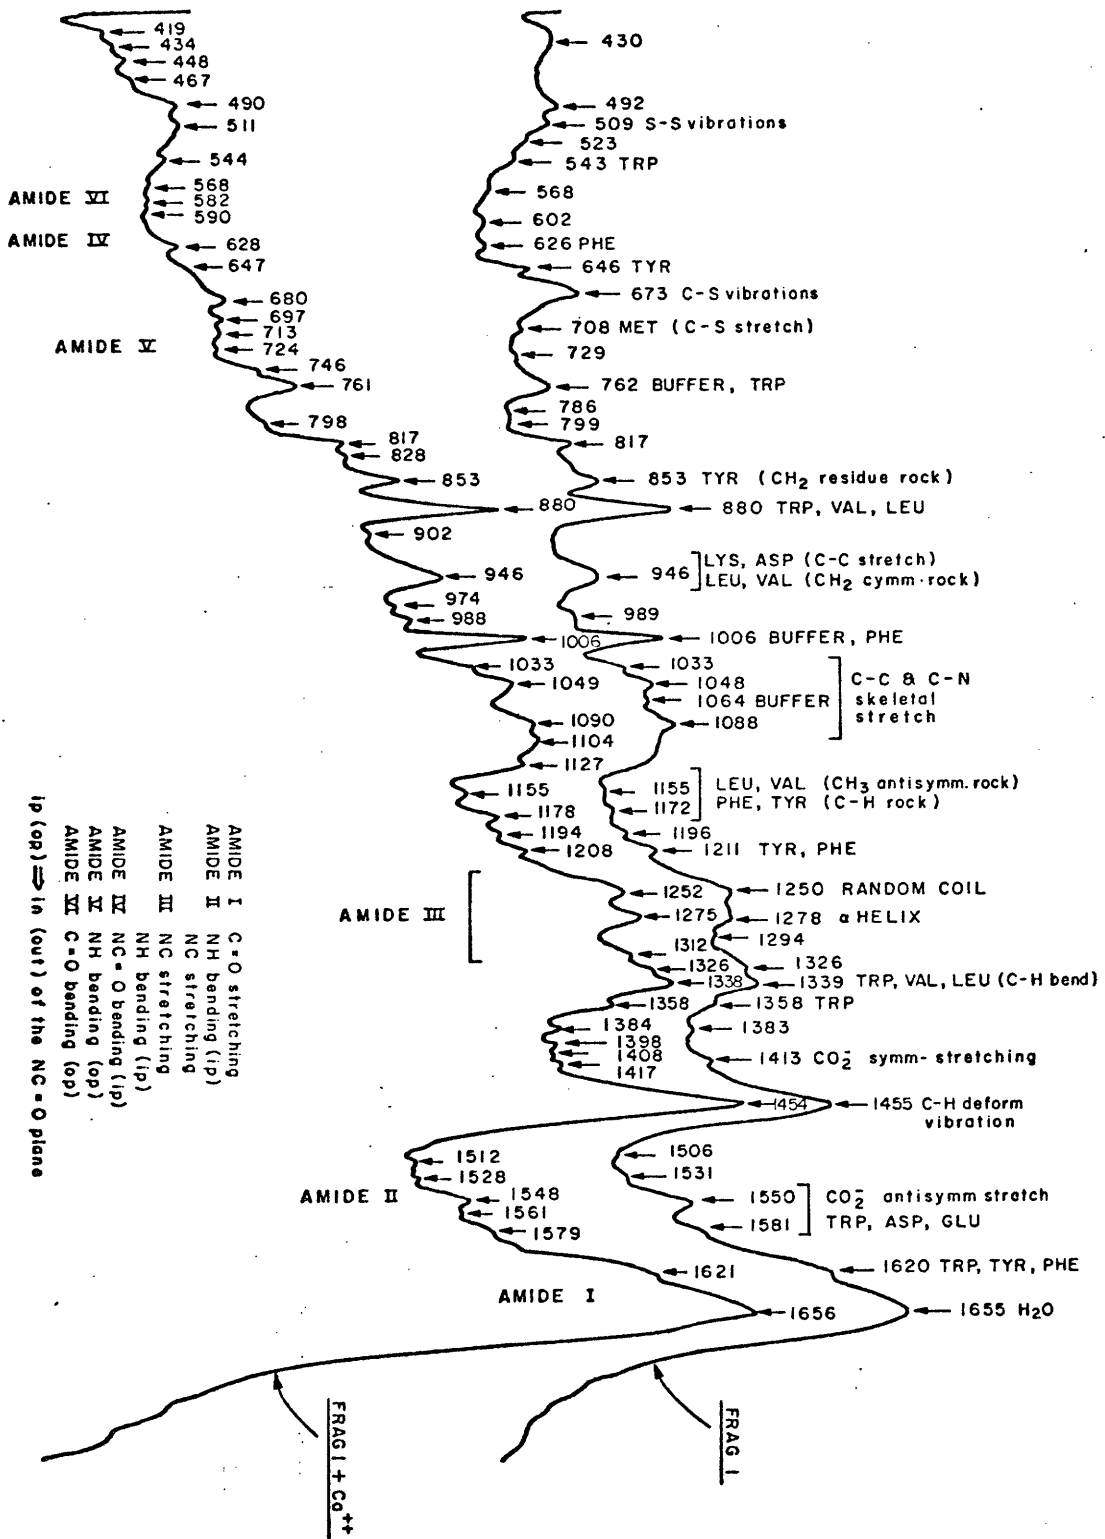 419
434
448
467
490
511
544
AMIDE VI
568
582
590
AMIDE IV
628
647
680
697
713
AMIDE V
724
746
761
798
817
828
853
880
902
946
974
988
1006
1033
1049
1090
1104
1127
1155
1178
1194
1208
AMIDE III
1252
1275
1312
1326
1338
1358
1384
1398
1408
1417
1454
1512
1528
AMIDE II
1548
1561
1579
1621
AMIDE I
1656
FRAG I + Ca++
430
492
509 S-S vibrations
523
543 TRP
568
602
626 PHE
646 TYR
673 C-S vibrations
708 MET (C-S stretch)
729
762 BUFFER, TRP
786
799
817
853 TYR (CH2 residue rock)
880 TRP, VAL, LEU
LYS, ASP (C-C stretch)
946
LEU, VAL (CH2 cymm. rock)
989
1006 BUFFER, PHE
1033
1048
1064 BUFFER
1088
C-C & C-N
skeletal
stretch
LEU, VAL (CH3 antisymm. rock)
1155
1172
PHE, TYR (C-H rock)
1196
1211 TYR, PHE
1250 RANDOM COIL
1278 α HELIX
1294
1326
1339 TRP, VAL, LEU (C-H bend)
1358 TRP
1383
1413 CO2- symm-stretching
1455 C-H deform
vibration
1506
1531
1550 CO2- antisymm stretch
1581 TRP, ASP, GLU
1620 TRP, TYR, PHE
1655 H2O
FRAG I
AMIDE I C=O stretching
AMIDE II NH bending (ip)
NC stretching
AMIDE III NC stretching
NH bending (ip)
AMIDE IV NC=O bending (ip)
AMIDE V NH bending (op)
AMIDE VI C=O bending (op)
ip (op) ⇒ in (out) of the NC=O plane